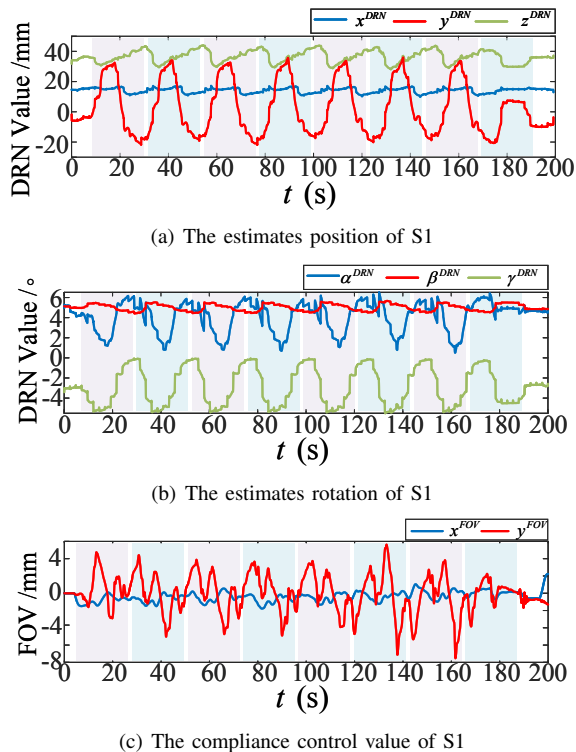 x^DRN y^DRN z^DRN
DRN Value /mm
40
20
0
-20
0 20 40 60 80 100 120 140 160 180 200
t (s)
(a) The estimates position of S1
α^DRN β^DRN γ^DRN
DRN Value /°
6
4
2
0
-2
-4
0 20 40 60 80 100 120 140 160 180 200
t (s)
(b) The estimates rotation of S1
x^FOV y^FOV
FOV /mm
4
0
-4
-8
0 20 40 60 80 100 120 140 160 180 200
t (s)
(c) The compliance control value of S1